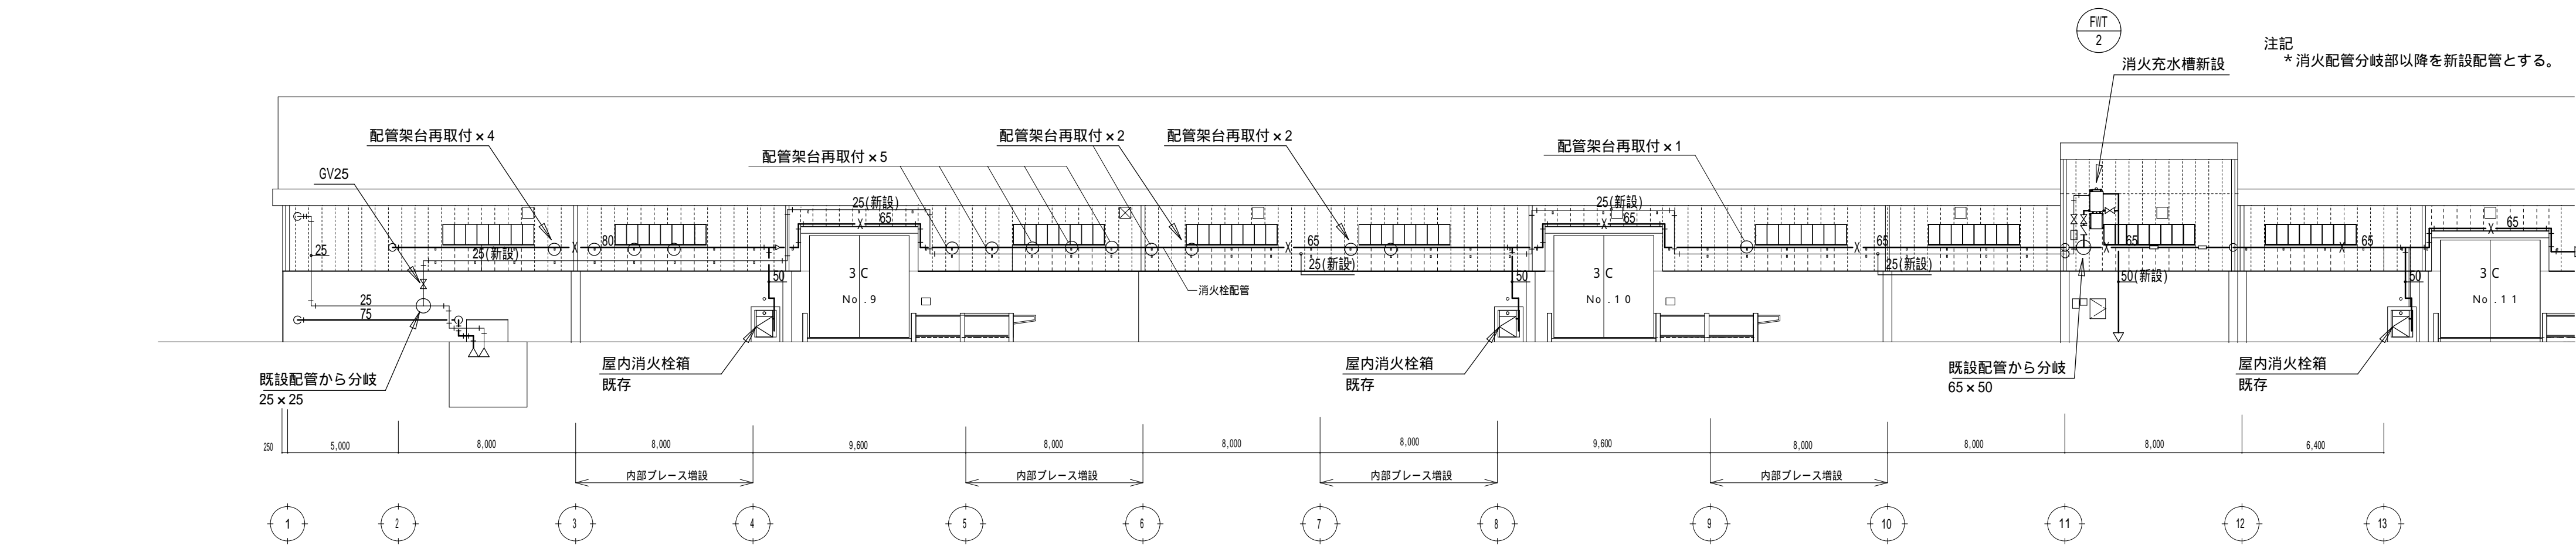 FWT
2
注記
＊消火配管分岐部以降を新設配管とする。
消火充水槽新設
配管架台再取付×4
配管架台再取付×5
配管架台再取付×2
配管架台再取付×2
配管架台再取付×1
GV25
25(新設)
65
25(新設)
65
65
25
80
25(新設)
65
25(新設)
65
25(新設)
65
65
50
50
50(新設)
50
消火栓配管
25
75
3C
No.9
3C
No.10
3C
No.11
既設配管から分岐
25×25
屋内消火栓箱
既存
屋内消火栓箱
既存
既設配管から分岐
65×50
屋内消火栓箱
既存
250
5,000
8,000
8,000
9,600
8,000
8,000
8,000
9,600
8,000
8,000
8,000
6,400
内部ブレース増設
内部ブレース増設
内部ブレース増設
内部ブレース増設
1
2
3
4
5
6
7
8
9
10
11
12
13